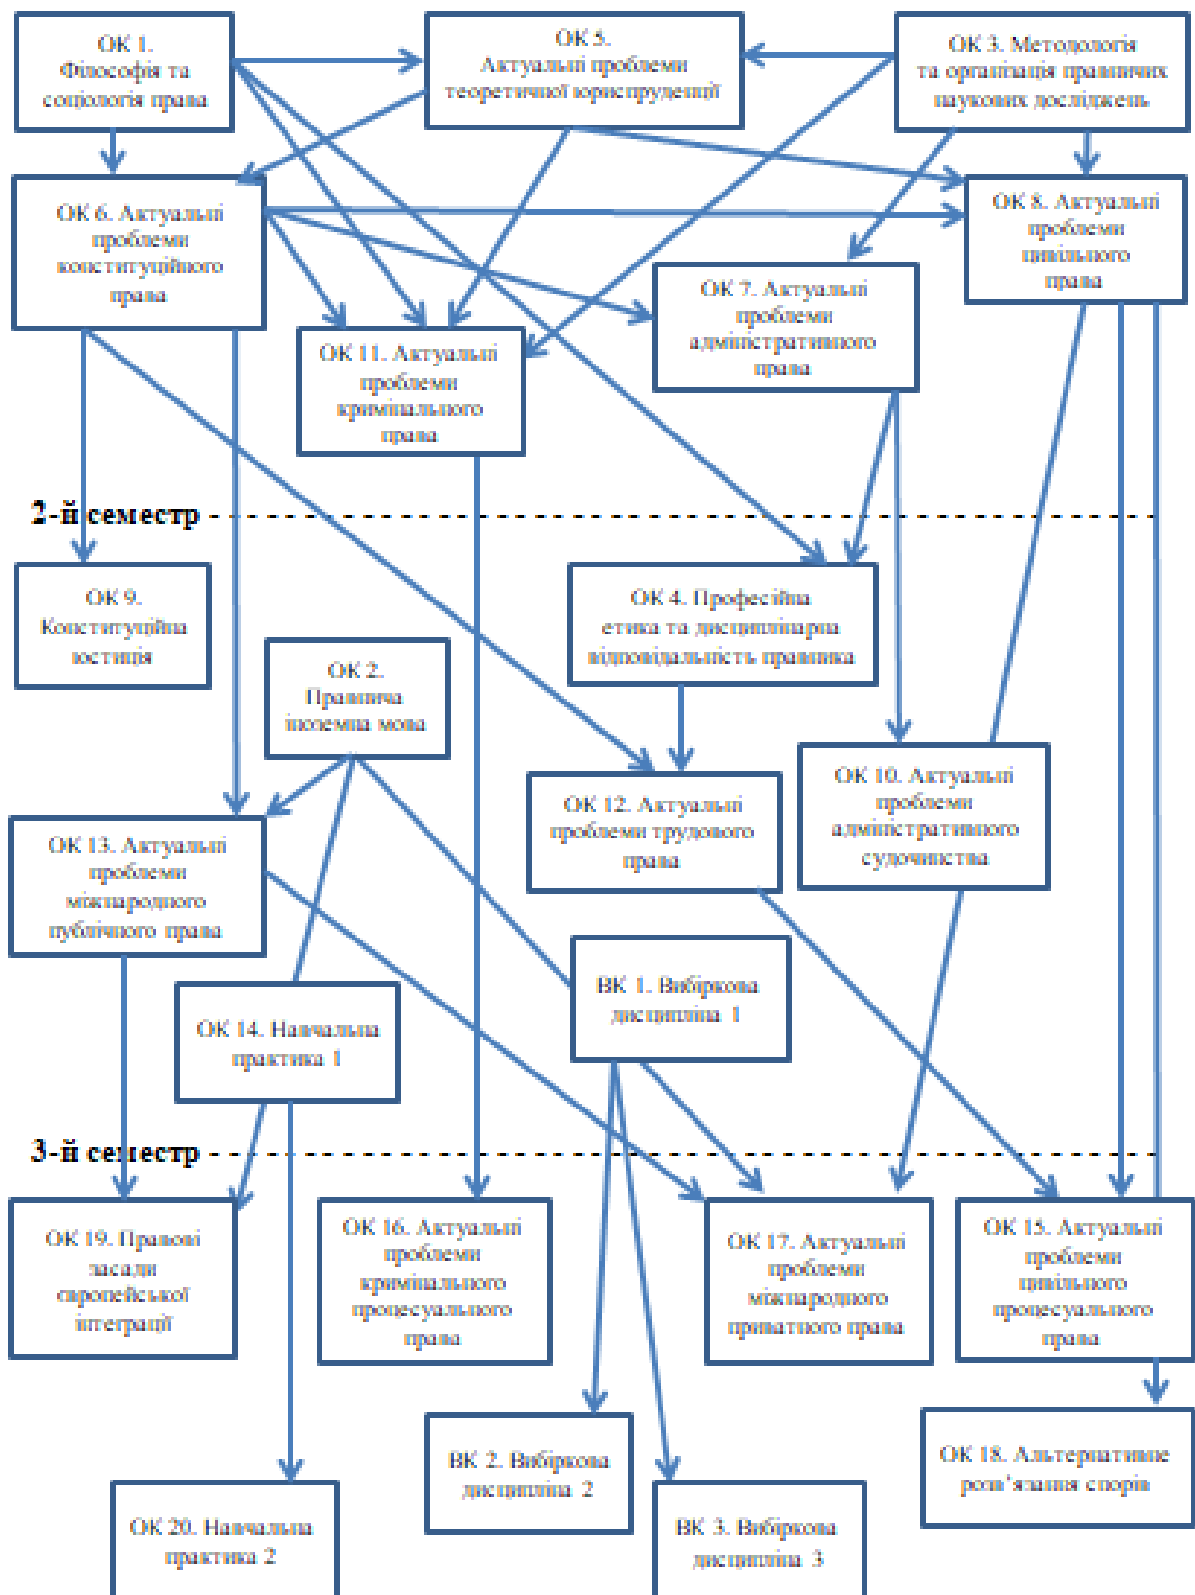 ОК 1.
Філософія та
соціологія права
ОК 5.
Актуальні проблеми
теоретичної юриспруденції
ОК 3. Методологія
та організація правничих
наукових досліджень
ОК 6. Актуальні
проблеми
конституційного
права
ОК 8. Актуальні
проблеми
цивільного
права
ОК 7. Актуальні
проблеми
адміністративного
права
ОК 11. Актуальні
проблеми
кримінального
права
2-й семестр
ОК 9.
Конституційна
юстиція
ОК 4. Професійна
етика та дисциплінарна
відповідальність правника
ОК 2.
Правнича
іноземна мова
ОК 12. Актуальні
проблеми трудового
права
ОК 10. Актуальні
проблеми
адміністративного
судочинства
ОК 13. Актуальні
проблеми
міжнародного
публічного права
ВК 1. Вибіркова
дисципліна 1
ОК 14. Навчальна
практика 1
3-й семестр
ОК 19. Правові
засади
європейської
інтеграції
ОК 16. Актуальні
проблеми
кримінального
процесуального
права
ОК 17. Актуальні
проблеми
міжнародного
приватного права
ОК 15. Актуальні
проблеми
цивільного
процесуального
права
ВК 2. Вибіркова
дисципліна 2
ОК 18. Альтернативне
розв’язання спорів
ОК 20. Навчальна
практика 2
ВК 3. Вибіркова
дисципліна 3